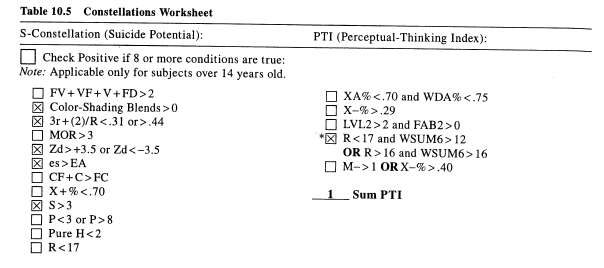 Table 10.5 Constellations Worksheet
S-Constellation (Suicide Potential):
Check Positive if 8 or more conditions are true:
Note: Applicable only for subjects over 14 years old.
FV+VF+V+FD>2
Color-Shading Blends>0
3r+(2)/R<.31 or>.44
MOR>3
Zd>+3.5 or Zd<−3.5
es>EA
CF+C>FC
X+%<.70
S>3
P<3 or P>8
Pure H<2
R<17
PTI (Perceptual-Thinking Index):
XA%<.70 and WDA%<.75
X–%>.29
LVL2>2 and FAB2>0
*R<17 and WSUM6>12
OR R>16 and WSUM6>16
M–>1 OR X–%>.40
1 Sum PTI